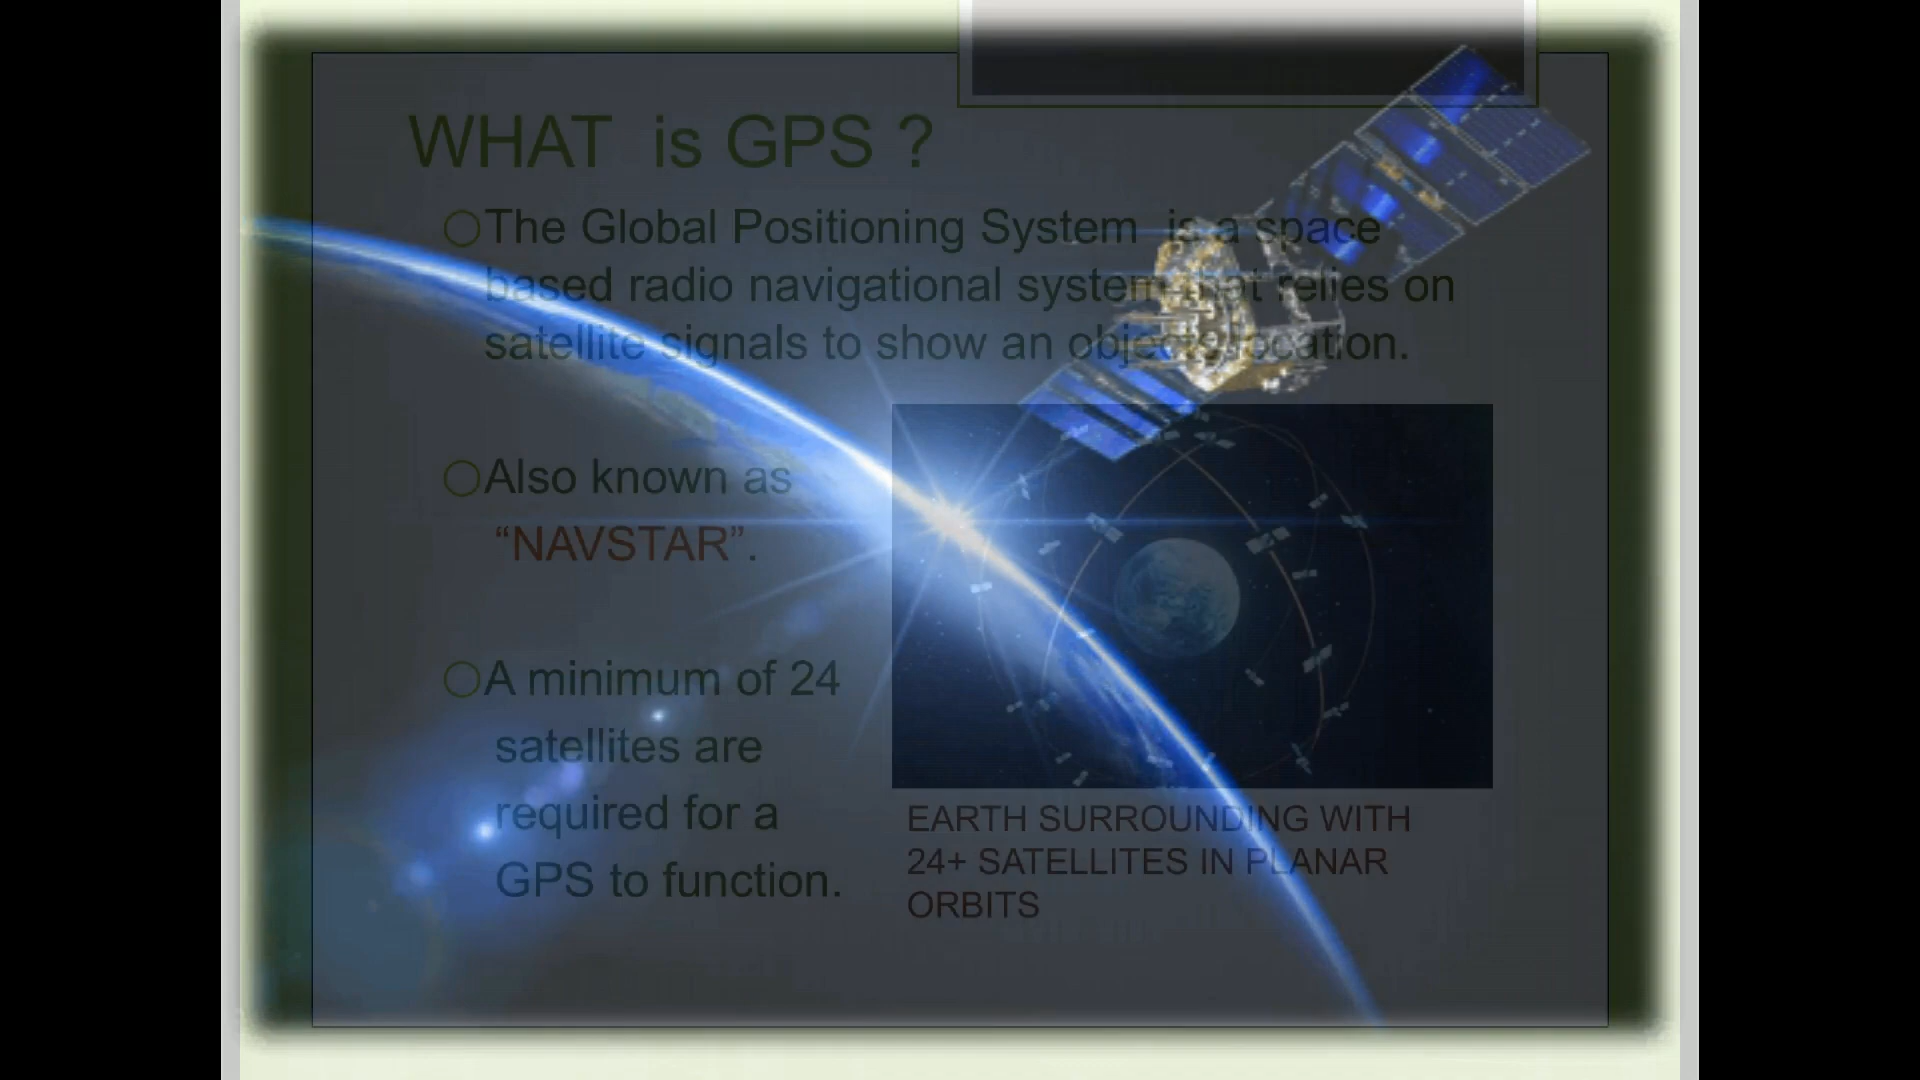 WHAT is GPS ?
The Global Positioning System is a space
based radio navigational system that relies on
satellite signals to show an object's location.
Also known as
“NAVSTAR”.
A minimum of 24
satellites are
required for a
GPS to function.
EARTH SURROUNDING WITH
24+ SATELLITES IN PLANAR
ORBITS